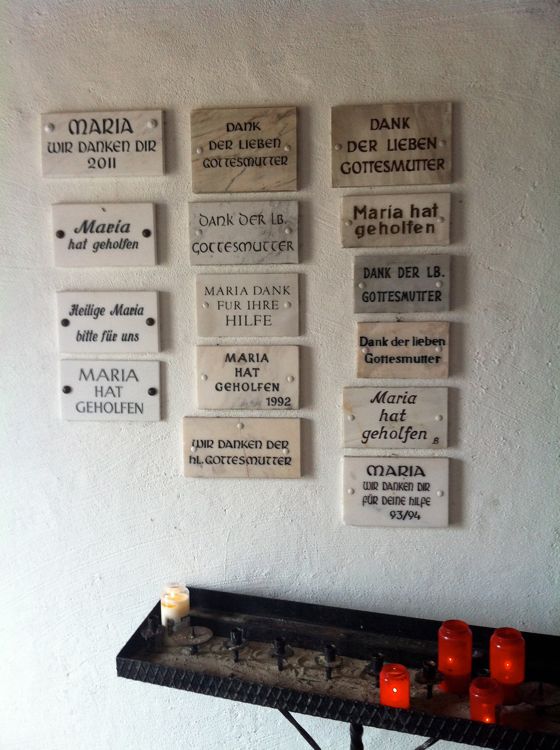 MARIA
WIR DANKEN DIR
2011
Maria
hat geholfen
Heilige Maria
bitte für uns
MARIA
HAT
GEHOLFEN
DANK
DER LIEBEN
GOTTESMUTTER
DANK DER LB.
GOTTESMUTTER
MARIA DANK
FUR IHRE
HILFE
MARIA
HAT
GEHOLFEN
1992
WIR DANKEN DER
HL. GOTTESMUTTER
DANK
DER LIEBEN
GOTTESMUTTER
Maria hat
geholfen
DANK DER LB.
GOTTESMUTTER
Dank der lieben
Gottesmutter
Maria
hat
geholfen B
MARIA
WIR DANKEN DIR
FÜR DEINE HILFE
93/94